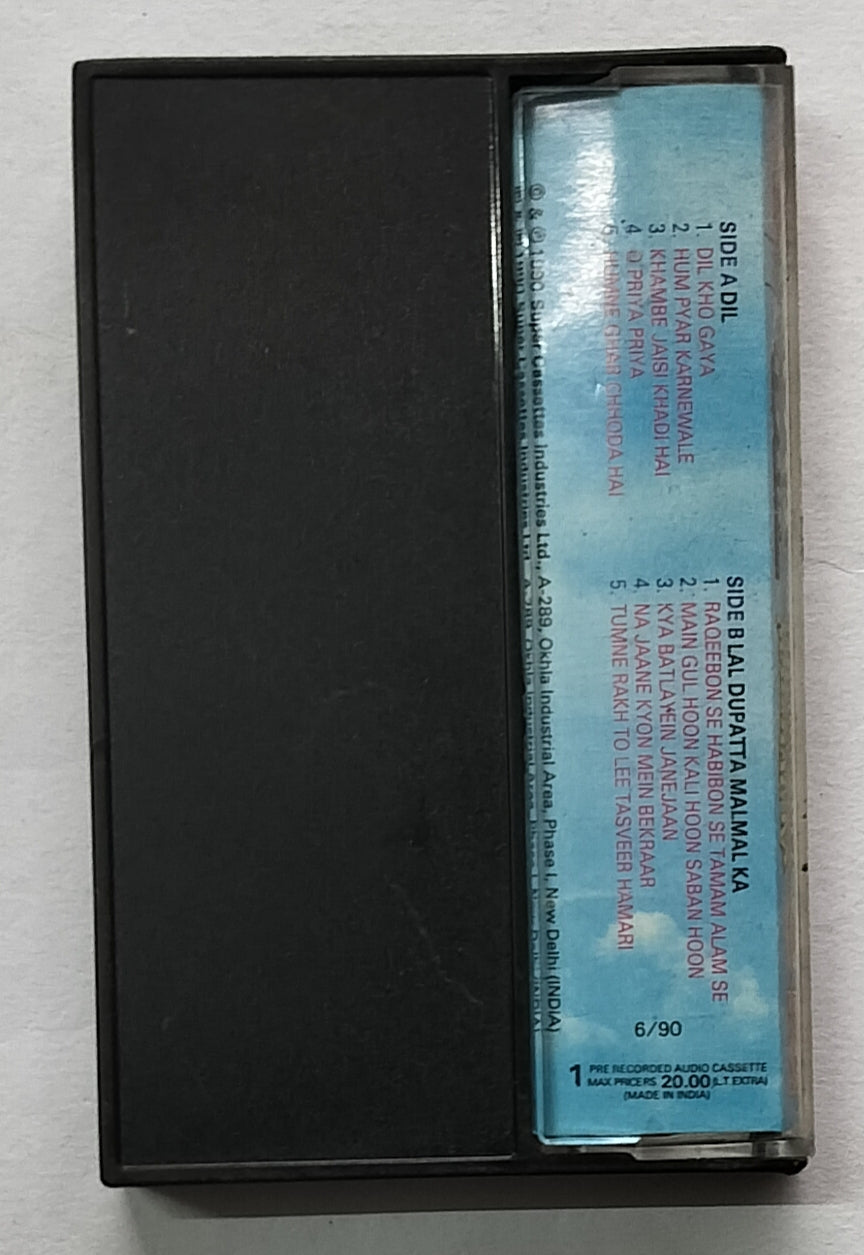 SIDE A DIL
1. DIL KHO GAYA
2. HUM PYAR KARNEWALE
3. KHAMBE JAISI KHADI HAI
4. O PRIYA PRIYA
5. HUMNE GHAR CHHODA HAI
SIDE B LAL DUPATTA MALMAL KA
1. RAQEEBON SE HABIBON SE TAMAM ALAM SE
2. MAIN GUL HOON KALI HOON SABAN HOON
3. KYA BATLAYEIN JANEJAAN
4. NA JAANE KYON MEIN BEKRAAR
5. TUMNE RAKH TO LEE TASVEER HAMARI
© & ℗ 1990 Super Cassettes Industries Ltd., A-289, Okhla Industrial Area, Phase I, New Delhi (INDIA)
6/90
1 PRE RECORDED AUDIO CASSETTE
MAX PRICE RS 20.00 (L.T. EXTRA)
(MADE IN INDIA)